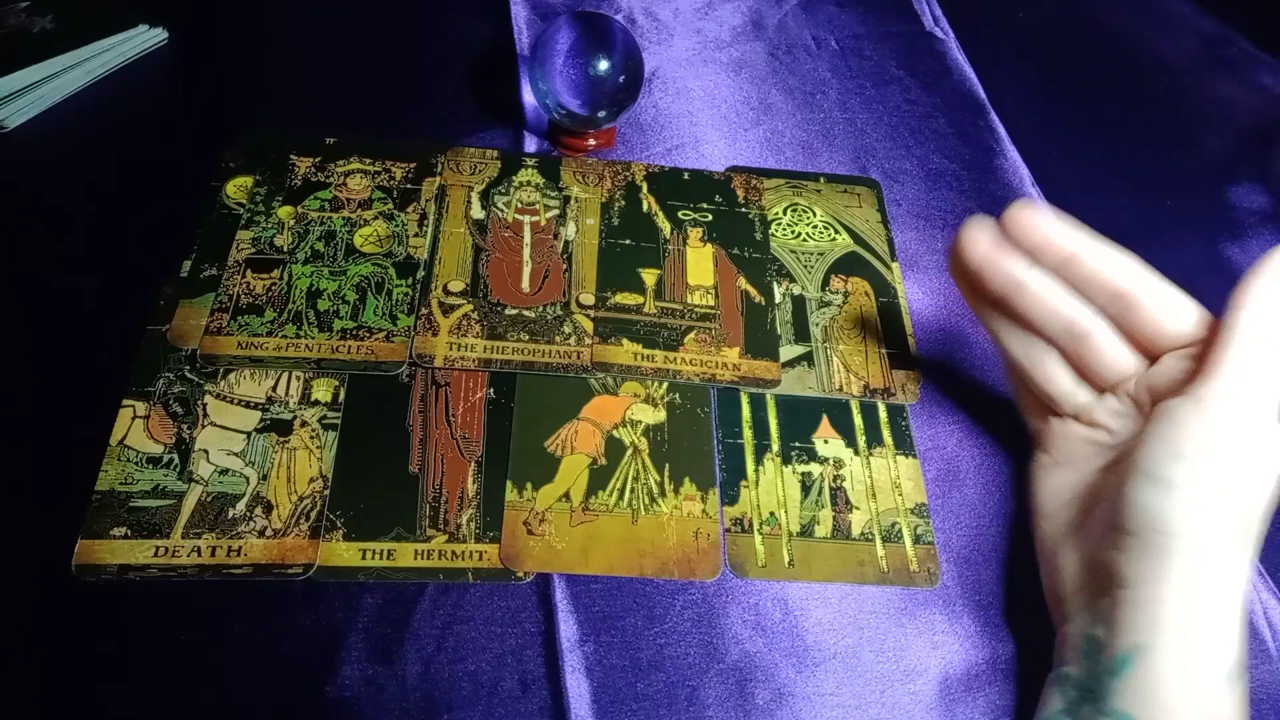 V
I
KING of PENTACLES.
THE HIEROPHANT
THE MAGICIAN
DEATH.
THE HERMIT.